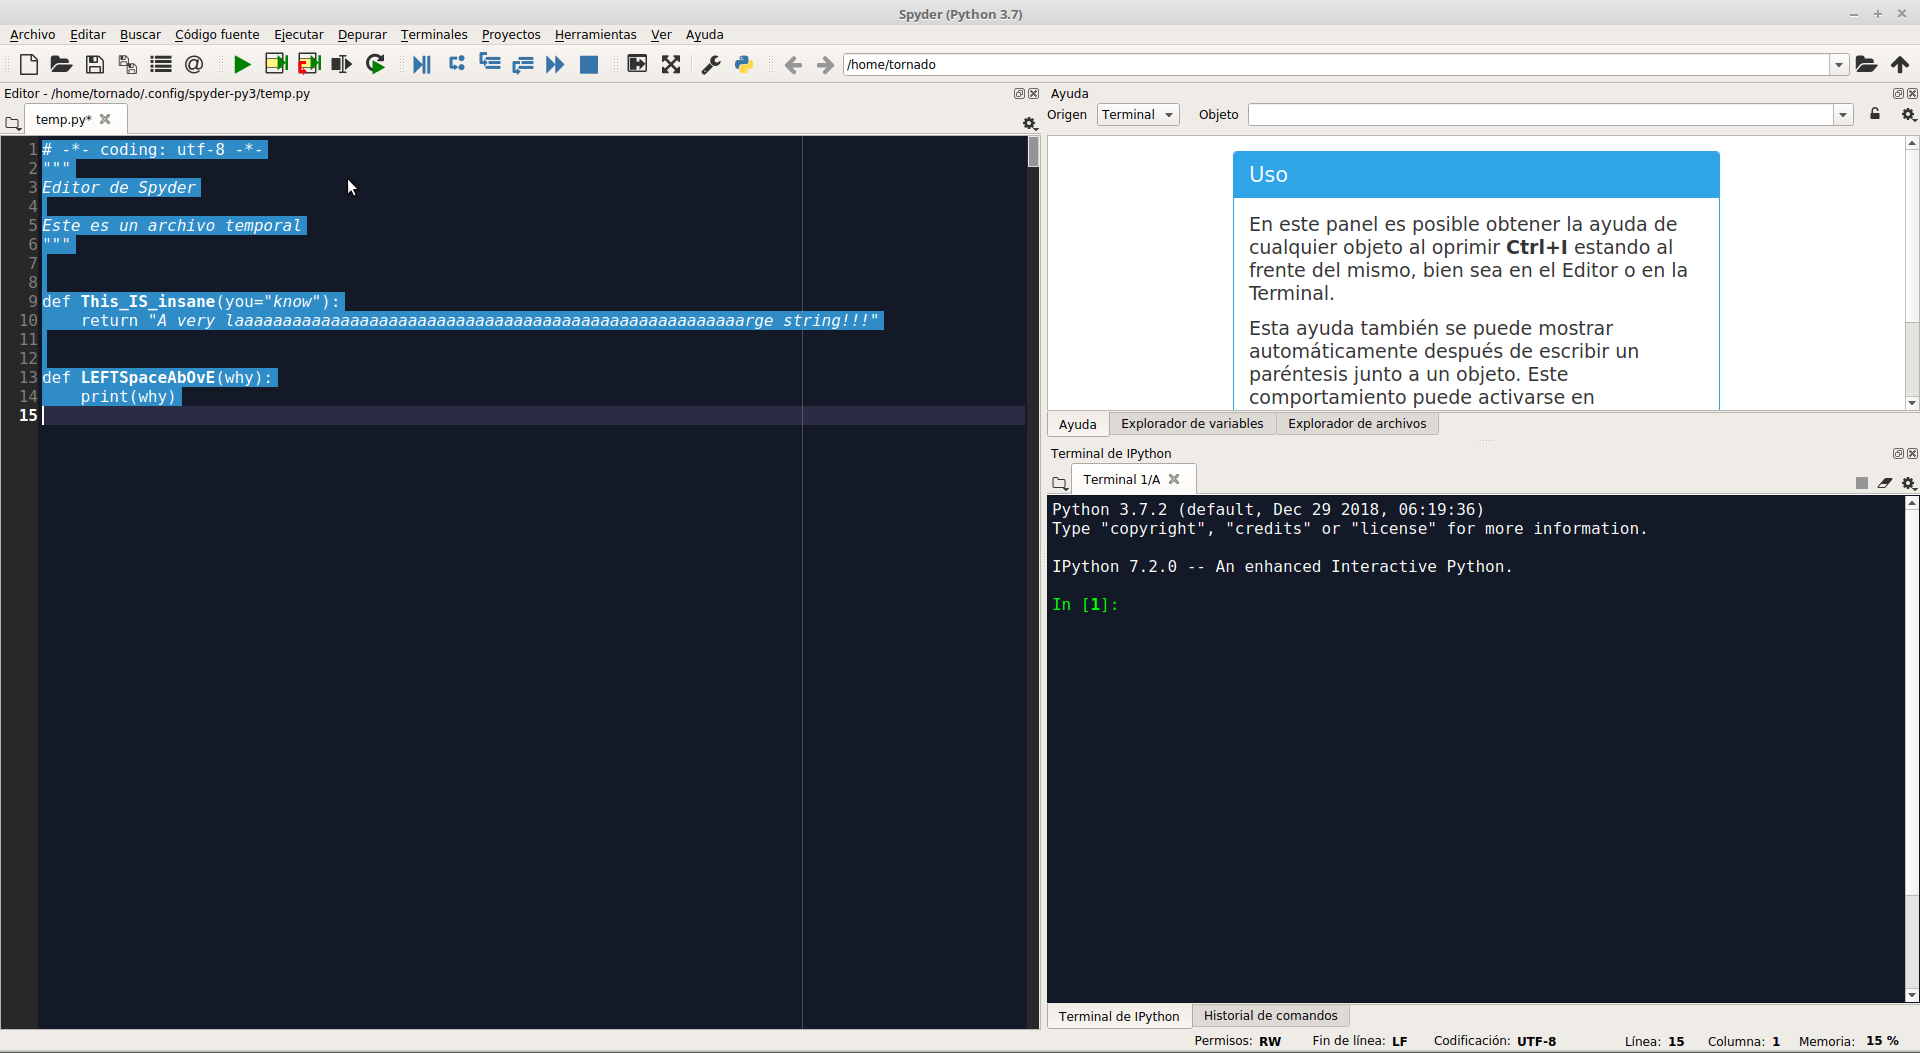 Spyder (Python 3.7)
Archivo Editar Buscar Código fuente Ejecutar Depurar Terminales Proyectos Herramientas Ver Ayuda
/home/tornado
Editor - /home/tornado/.config/spyder-py3/temp.py
temp.py*
1 # -*- coding: utf-8 -*-
2 """
3 Editor de Spyder
4
5 Este es un archivo temporal
6 """
7
8
9 def This_IS_insane(you="know"):
10     return "A very laaaaaaaaaaaaaaaaaaaaaaaaaaaaaaaaaaaaaaaaaaaaaaaaaaaaarge string!!!"
11
12
13 def LEFTSpaceAbOvE(why):
14     print(why)
15
Ayuda
Origen Terminal Objeto
Uso
En este panel es posible obtener la ayuda de
cualquier objeto al oprimir Ctrl+I estando al
frente del mismo, bien sea en el Editor o en la
Terminal.
Esta ayuda también se puede mostrar
automáticamente después de escribir un
paréntesis junto a un objeto. Este
comportamiento puede activarse en
Ayuda Explorador de variables Explorador de archivos
Terminal de IPython
Terminal 1/A
Python 3.7.2 (default, Dec 29 2018, 06:19:36)
Type "copyright", "credits" or "license" for more information.
IPython 7.2.0 -- An enhanced Interactive Python.
In [1]:
Terminal de IPython Historial de comandos
Permisos: RW Fin de línea: LF Codificación: UTF-8 Línea: 15 Columna: 1 Memoria: 15 %